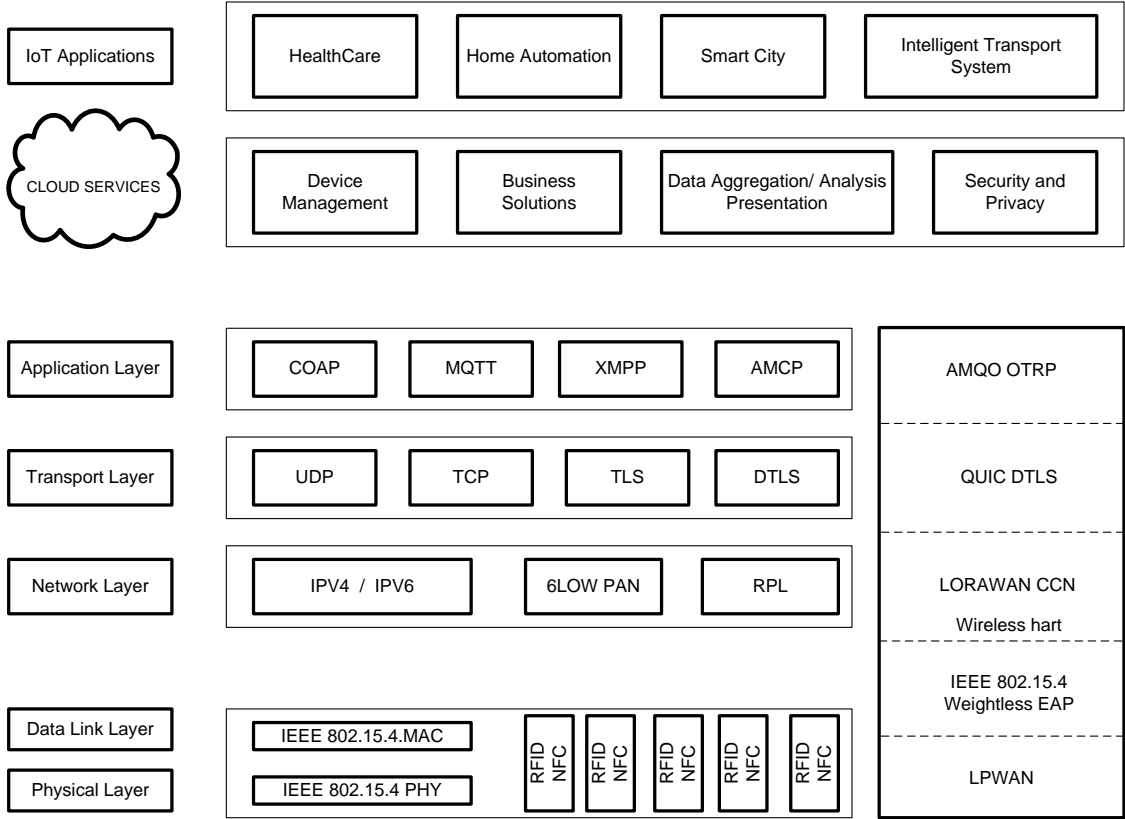 IoT Applications
HealthCare
Home Automation
Smart City
Intelligent Transport
System
CLOUD SERVICES
Device
Management
Business
Solutions
Data Aggregation/ Analysis
Presentation
Security and
Privacy
Application Layer
COAP
MQTT
XMPP
AMCP
AMQO OTRP
Transport Layer
UDP
TCP
TLS
DTLS
QUIC DTLS
Network Layer
IPV4 / IPV6
6LOW PAN
RPL
LORAWAN CCN
Wireless hart
IEEE 802.15.4
Weightless EAP
Data Link Layer
IEEE 802.15.4.MAC
Physical Layer
IEEE 802.15.4 PHY
RFID
NFC
RFID
NFC
RFID
NFC
RFID
NFC
RFID
NFC
LPWAN